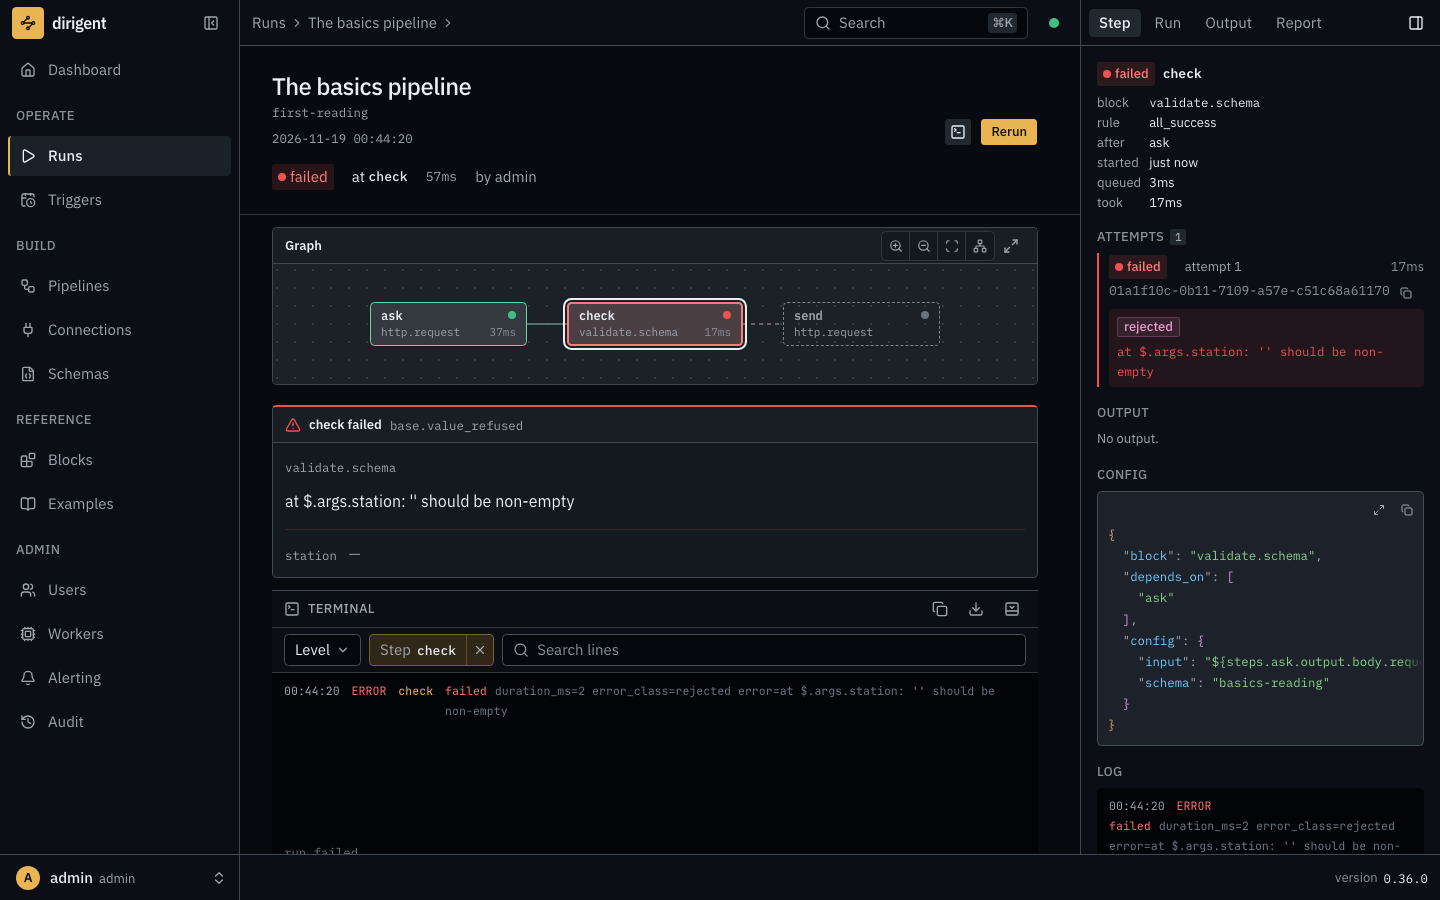 dirigent
Dashboard
OPERATE
Runs
Triggers
BUILD
Pipelines
Connections
Schemas
REFERENCE
Blocks
Examples
ADMIN
Users
Workers
Alerting
Audit
A admin admin
Runs > The basics pipeline >
Search ⌘K
The basics pipeline
first-reading
2026-11-19 00:44:20
Rerun
failed at check 57ms by admin
Graph
ask
http.request 37ms
check
validate.schema 17ms
send
http.request
check failed base.value_refused
validate.schema
at $.args.station: '' should be non-empty
station —
TERMINAL
Level
Step check
Search lines
00:44:20 ERROR check failed duration_ms=2 error_class=rejected error=at $.args.station: '' should be
non-empty
run failed
Step Run Output Report
failed check
block validate.schema
rule all_success
after ask
started just now
queued 3ms
took 17ms
ATTEMPTS 1
failed attempt 1 17ms
01a1f10c-0b11-7109-a57e-c51c68a61170
rejected
at $.args.station: '' should be non-
empty
OUTPUT
No output.
CONFIG
{
"block": "validate.schema",
"depends_on": [
"ask"
],
"config": {
"input": "${steps.ask.output.body.requ
"schema": "basics-reading"
}
}
LOG
00:44:20 ERROR
failed duration_ms=2 error_class=rejected
error=at $.args.station: '' should be non-
version 0.36.0